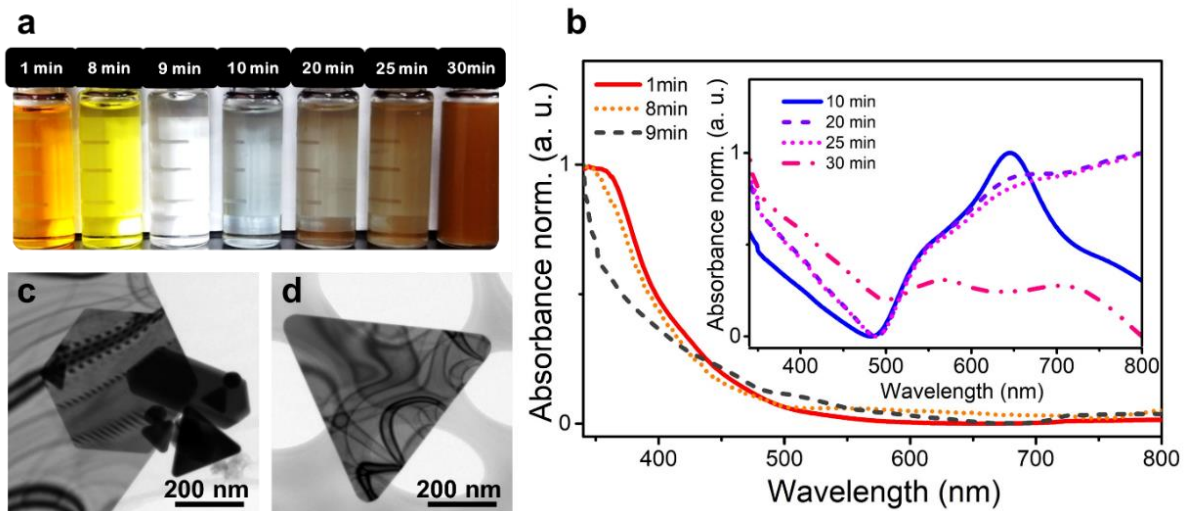 a
1 min 8 min 9 min 10 min 20 min 25 min 30min
b
Absorbance norm. (a. u.)
1
0
1min
8min
9min
400 500 600 700 800
Wavelength (nm)
Absorbance norm. (a. u.)
1
0
10 min
20 min
25 min
30 min
400 500 600 700 800
Wavelength (nm)
c
200 nm
d
200 nm